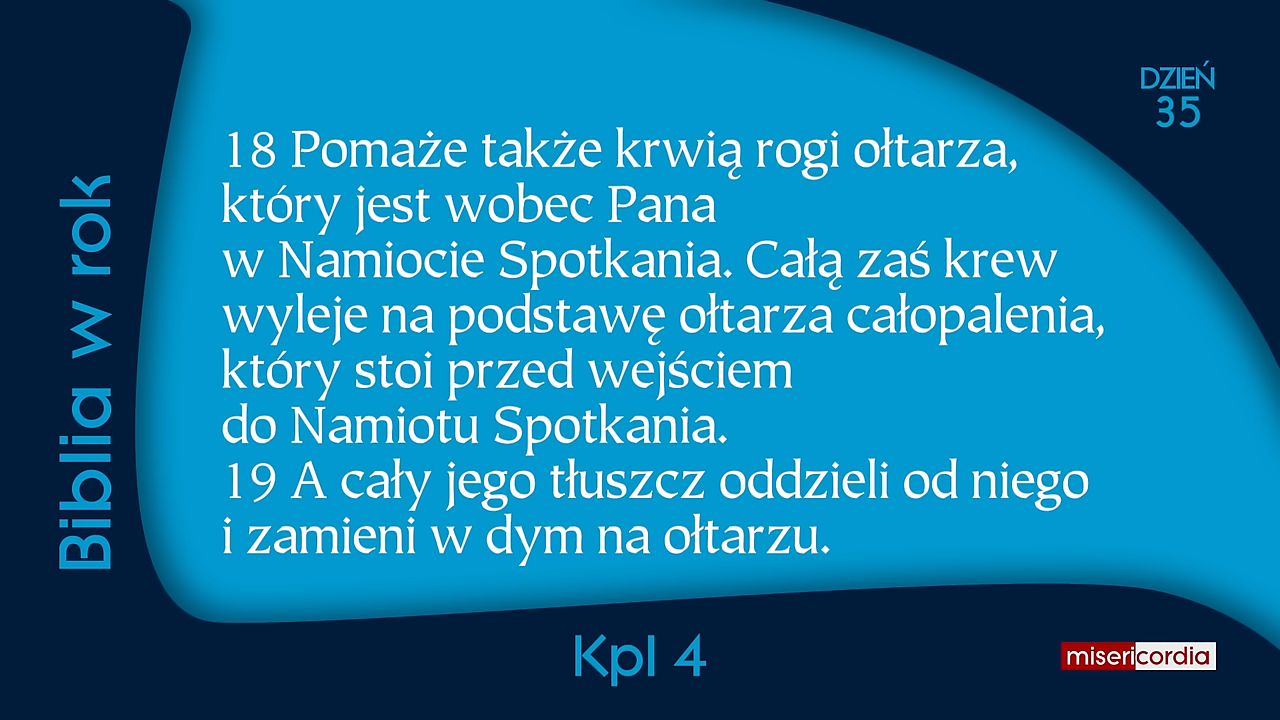 DZIEŃ
35
18 Pomaże także krwią rogi ołtarza,
który jest wobec Pana
w Namiocie Spotkania. Całą zaś krew
wyleje na podstawę ołtarza całopalenia,
który stoi przed wejściem
do Namiotu Spotkania.
19 A cały jego tłuszcz oddzieli od niego
i zamieni w dym na ołtarzu.
Biblia w rok
Kpl 4
misericordia